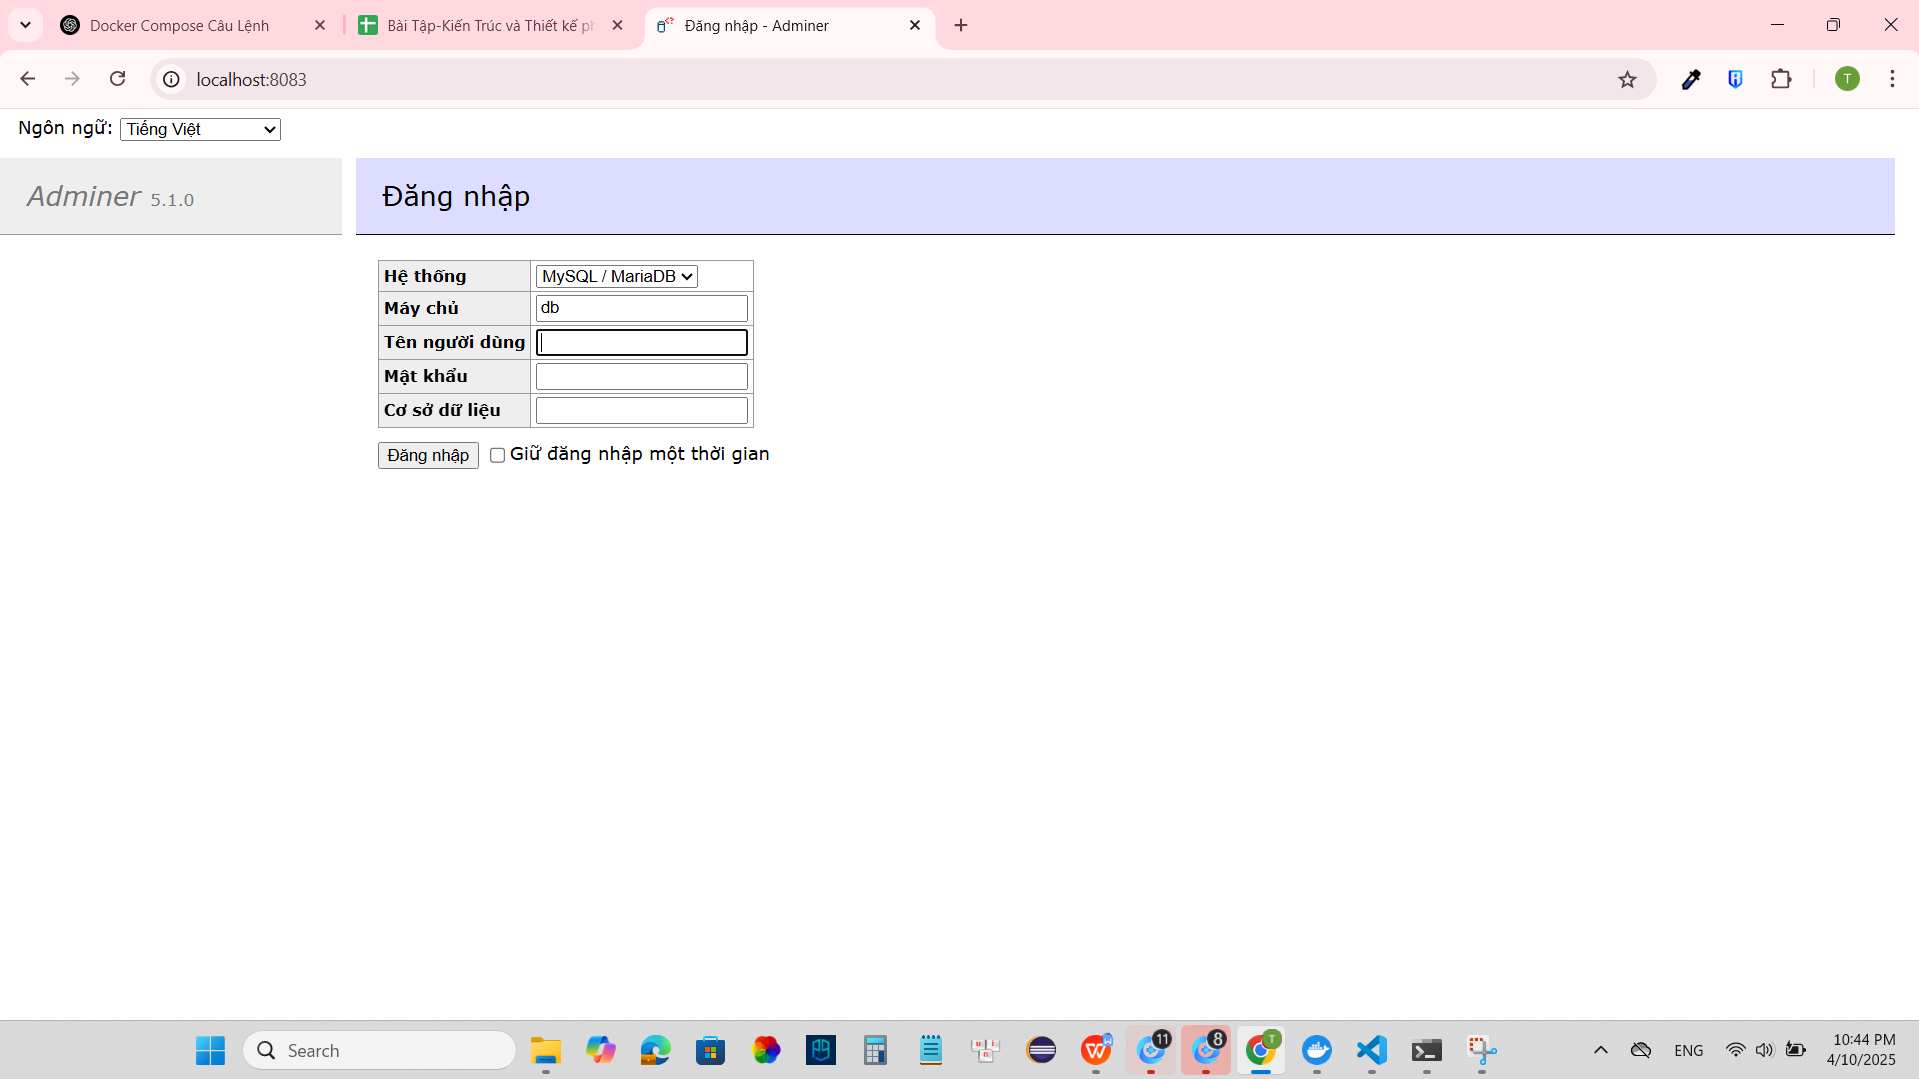 Docker Compose Câu Lệnh
Bài Tập-Kiến Trúc và Thiết kế ph
Đăng nhập - Adminer
localhost:8083
T
Ngôn ngữ: Tiếng Việt
Adminer 5.1.0
Đăng nhập
Hệ thống MySQL / MariaDB
Máy chủ db
Tên người dùng
Mật khẩu
Cơ sở dữ liệu
Đăng nhập Giữ đăng nhập một thời gian
Search
11
8
T
ENG
10:44 PM
4/10/2025